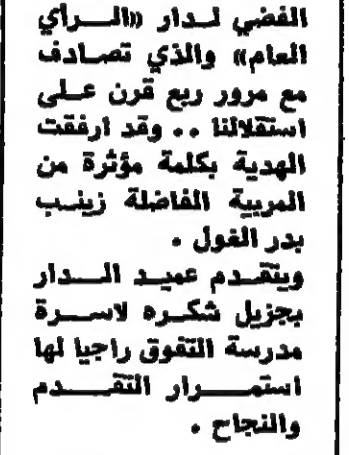 الفضي لدار «الرأي
العام» والذي تصادف
مع مرور ربع قرن على
استقلالنا .. وقد ارفقت
الهدية بكلمة مؤثرة من
المربية الفاضلة زينب
بدر الغول .
ويتقدم عميد الدار
بجزيل شكره لاسرة
مدرسة التفوق راجيا لها
استمرار التقدم
والنجاح .